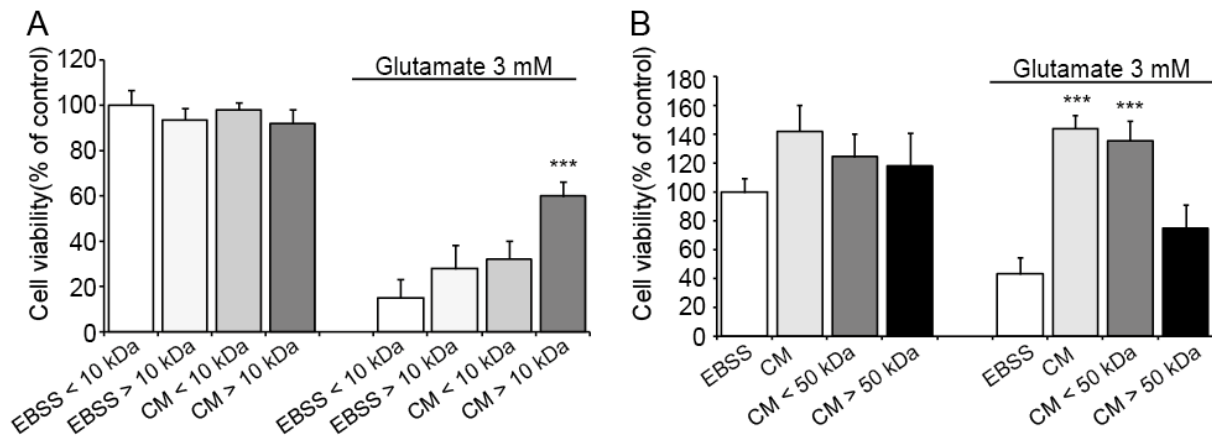 A
Cell viability(% of control)
120
100
80
60
40
20
0
Glutamate 3 mM
***
EBSS < 10 kDa
EBSS > 10 kDa
CM < 10 kDa
CM > 10 kDa
EBSS < 10 kDa
EBSS > 10 kDa
CM < 10 kDa
CM > 10 kDa
B
Cell viability(% of control)
180
160
140
120
100
80
60
40
20
0
Glutamate 3 mM
***
***
EBSS
CM
CM < 50 kDa
CM > 50 kDa
EBSS
CM
CM < 50 kDa
CM > 50 kDa